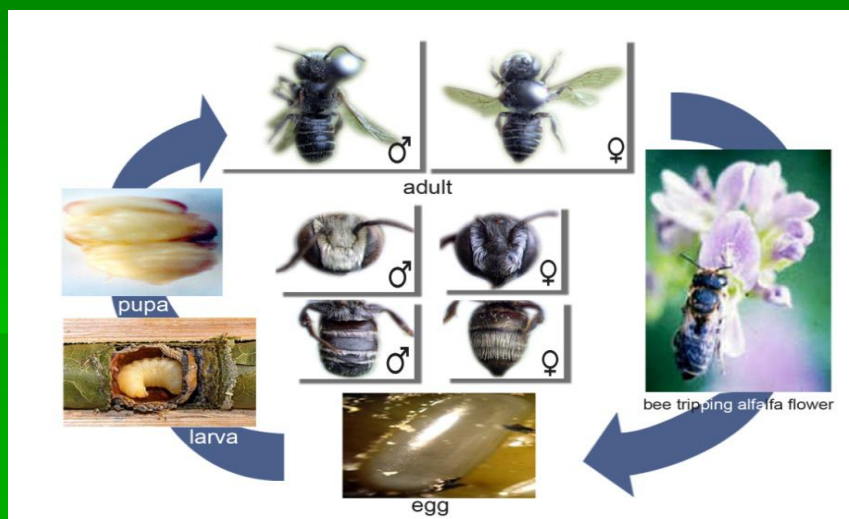 ♂
♀
adult
♂
♀
pupa
♂
♀
larva
bee tripping alfalfa flower
egg